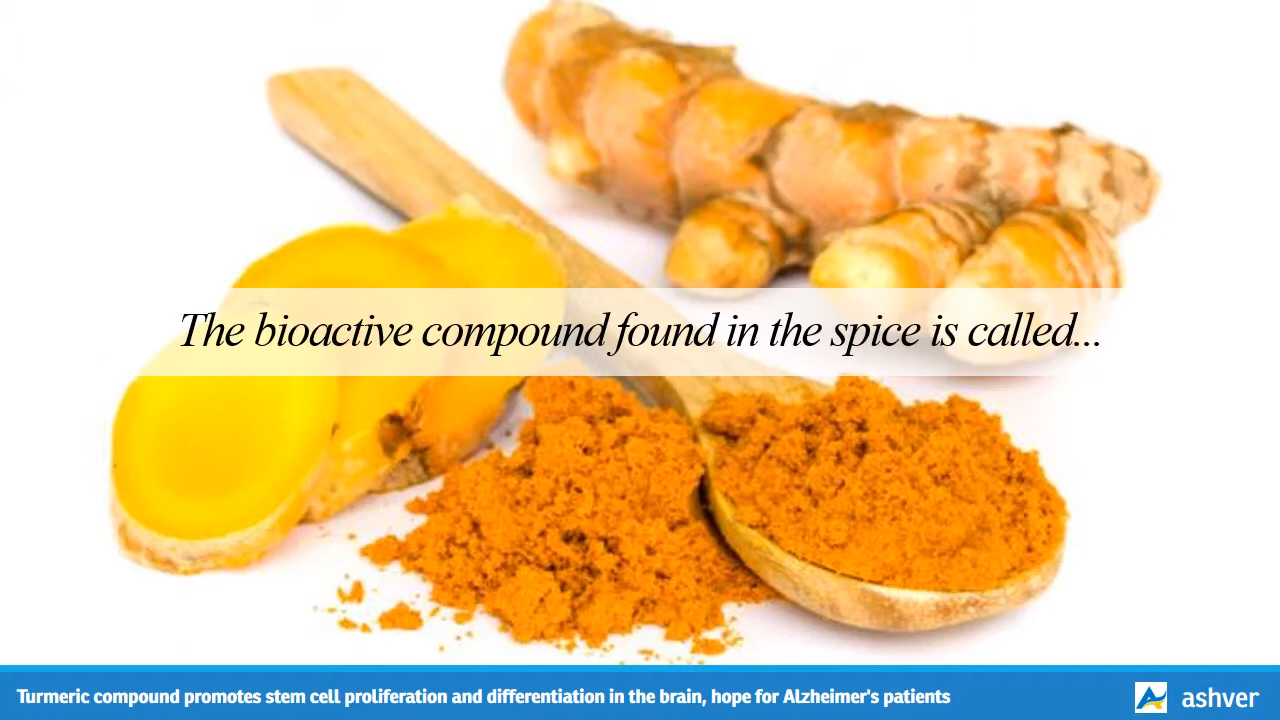 The bioactive compound found in the spice is called...
Turmeric compound promotes stem cell proliferation and differentiation in the brain, hope for Alzheimer's patients
ashver